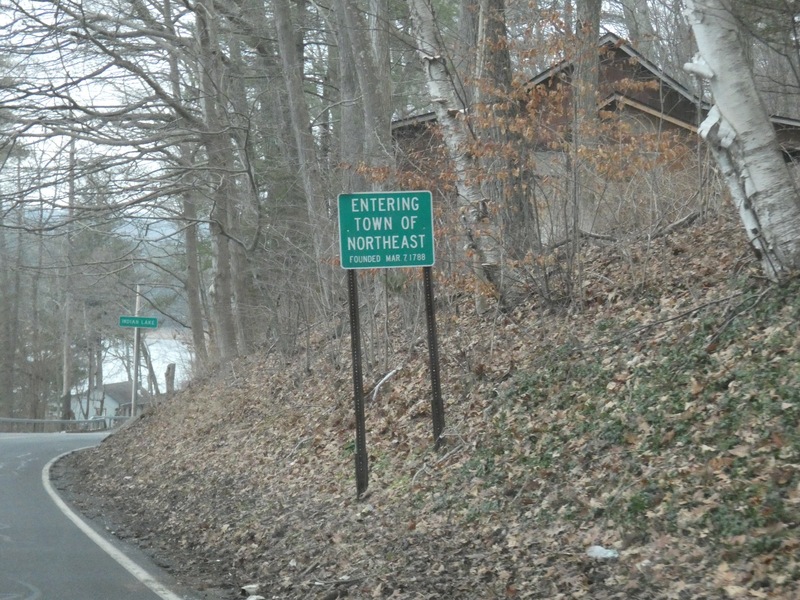 ENTERING
TOWN OF
NORTHEAST
FOUNDED MAR. 7, 1788
INDIAN LAKE